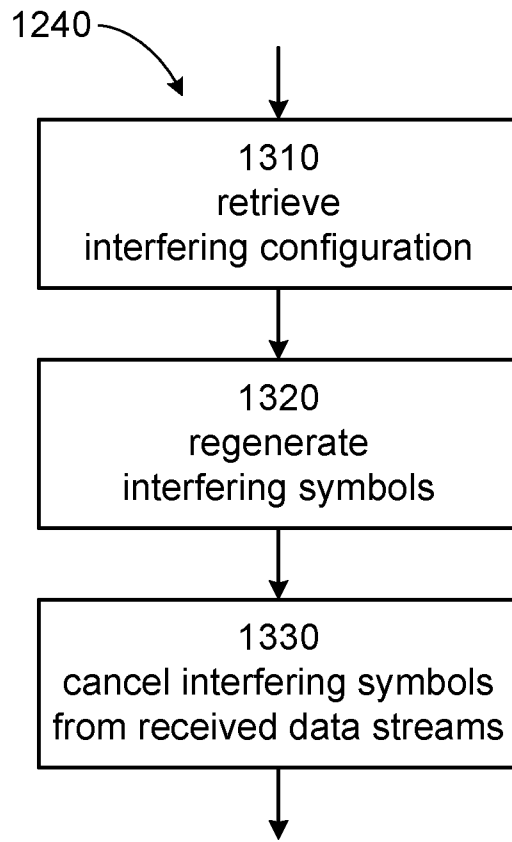 1240
1310
retrieve
interfering configuration
1320
regenerate
interfering symbols
1330
cancel interfering symbols
from received data streams